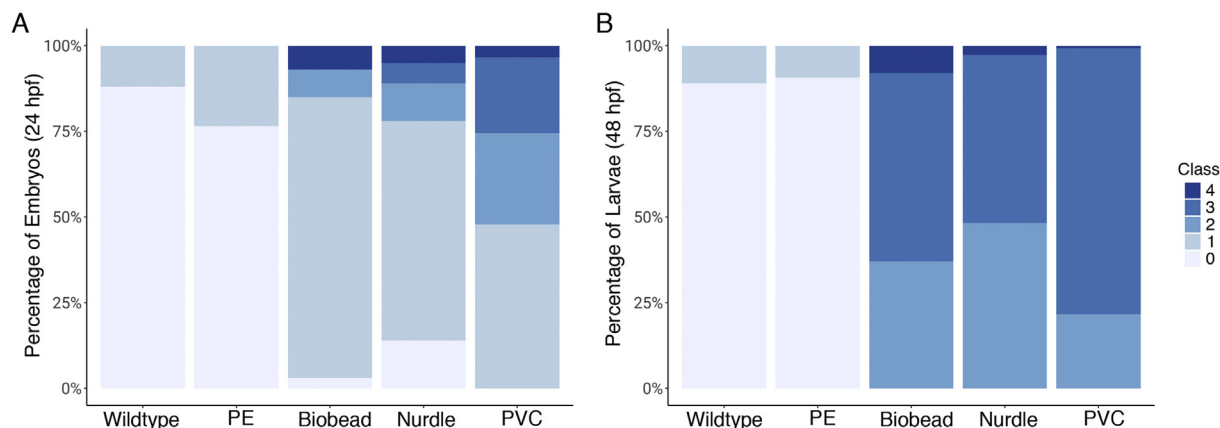 A
Percentage of Embryos (24 hpf)
100%
75%
50%
25%
0%
Wildtype PE Biobead Nurdle PVC
B
Percentage of Larvae (48 hpf)
100%
75%
50%
25%
0%
Wildtype PE Biobead Nurdle PVC
Class
4
3
2
1
0